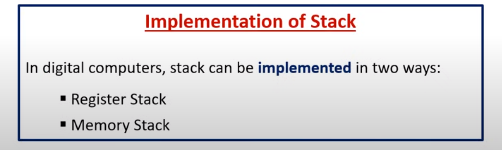 Implementation of Stack
In digital computers, stack can be implemented in two ways:
▪ Register Stack
▪ Memory Stack